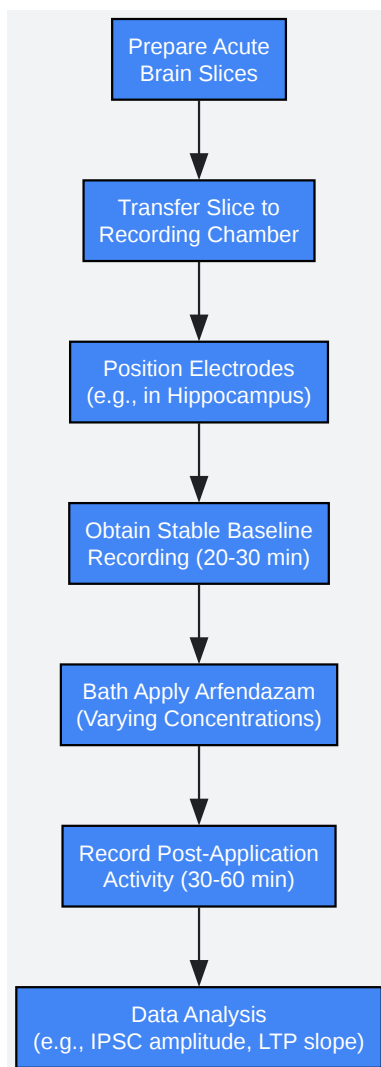 Prepare Acute
Brain Slices
Transfer Slice to
Recording Chamber
Position Electrodes
(e.g., in Hippocampus)
Obtain Stable Baseline
Recording (20-30 min)
Bath Apply Arfendazam
(Varying Concentrations)
Record Post-Application
Activity (30-60 min)
Data Analysis
(e.g., IPSC amplitude, LTP slope)